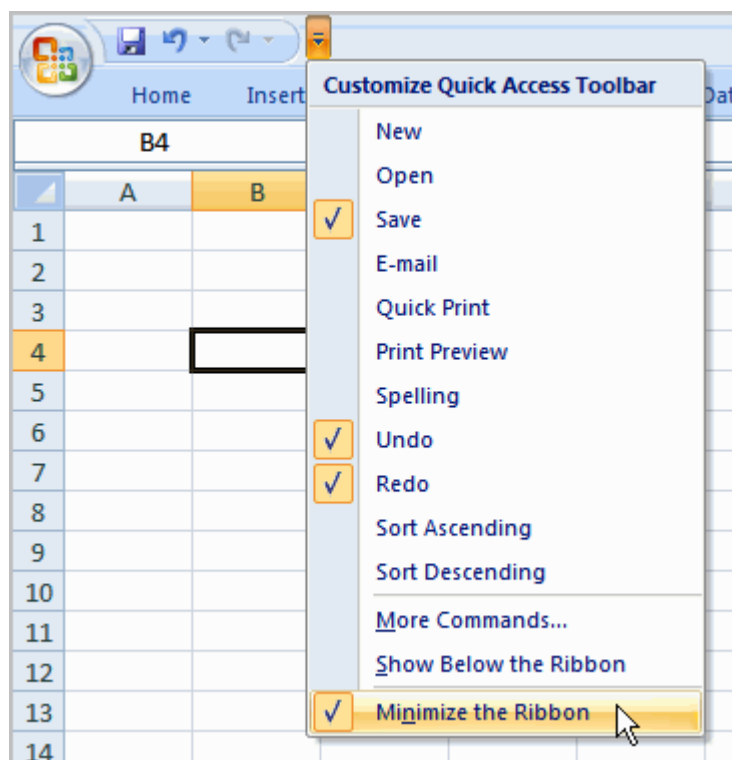 Customize Quick Access Toolbar
Home Insert Dat
New
B4
Open
A B
Save
1
E-mail
2
Quick Print
3
Print Preview
4
Spelling
5
Undo
6
Redo
7
Sort Ascending
8
9
Sort Descending
10
More Commands...
11
Show Below the Ribbon
12
Minimize the Ribbon
13
14